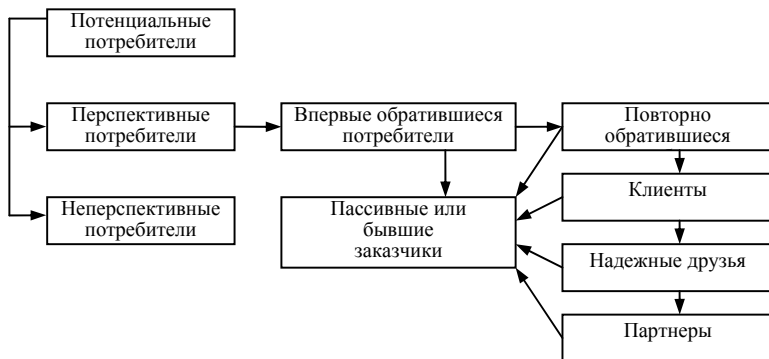 Потенциальные
потребители
Перспективные
потребители
Впервые обратившиеся
потребители
Повторно
обратившиеся
Клиенты
Неперспективные
потребители
Пассивные или
бывшие
заказчики
Надежные друзья
Партнеры